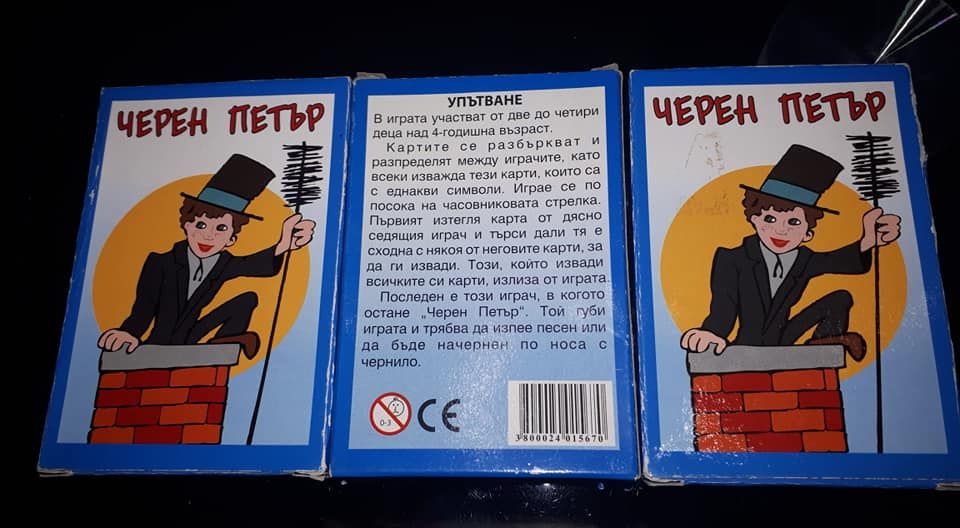 ЧЕРЕН ПЕТЪР
УПЪТВАНЕ
В играта участват от две до четири
деца над 4-годишна възраст.
Картите се разбъркват и
разпределят между играчите, като
всеки изважда тези карти, които са
с еднакви символи. Играе се по
посока на часовниковата стрелка.
Първият изтегля карта от дясно
седящия играч и търси дали тя е
сходна с някоя от неговите карти, за
да ги извади. Този, който извади
всичките си карти, излиза от играта.
Последен е този играч, в когото
остане „Черен Петър“. Той губи
играта и трябва да изпее песен или
да бъде начернен по носа с
чернило.
0-3
CE
3800024 015670
ЧЕРЕН ПЕТЪР